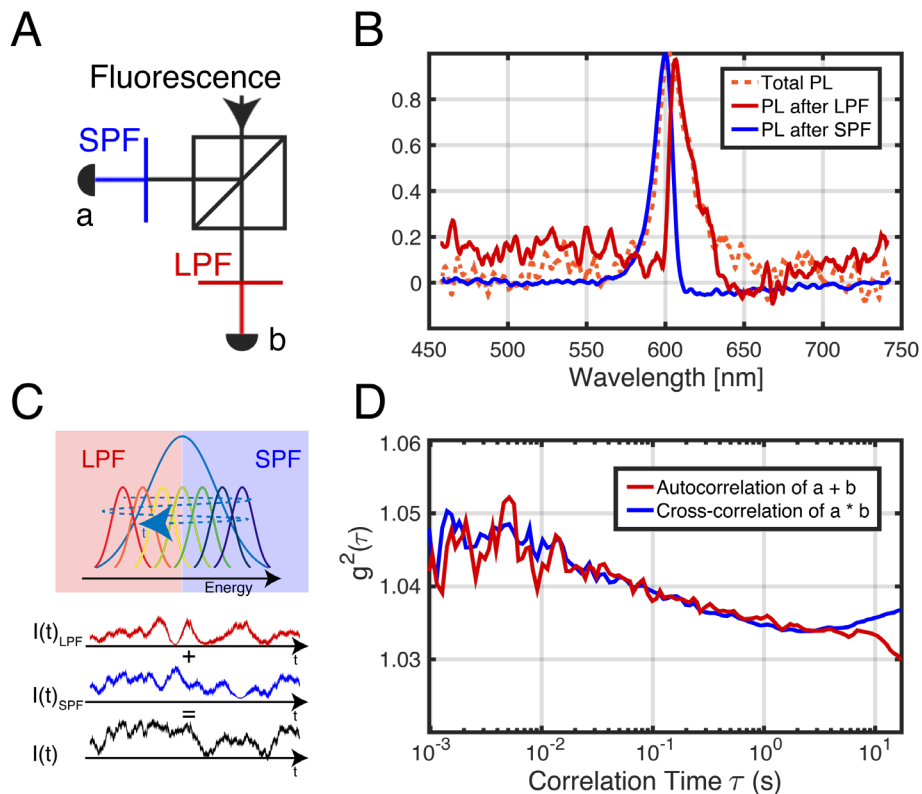 A
Fluorescence
SPF
a
LPF
b
B
0.8
0.6
0.4
0.2
0
450 500 550 600 650 700 750
Wavelength [nm]
Total PL
PL after LPF
PL after SPF
C
LPF
SPF
t
Energy
I(t)LPF
t
+
I(t)SPF
t
=
I(t)
t
D
1.06
1.05
1.04
1.03
g²(τ)
10⁻³ 10⁻² 10⁻¹ 10⁰ 10¹
Correlation Time τ (s)
Autocorrelation of a + b
Cross-correlation of a * b